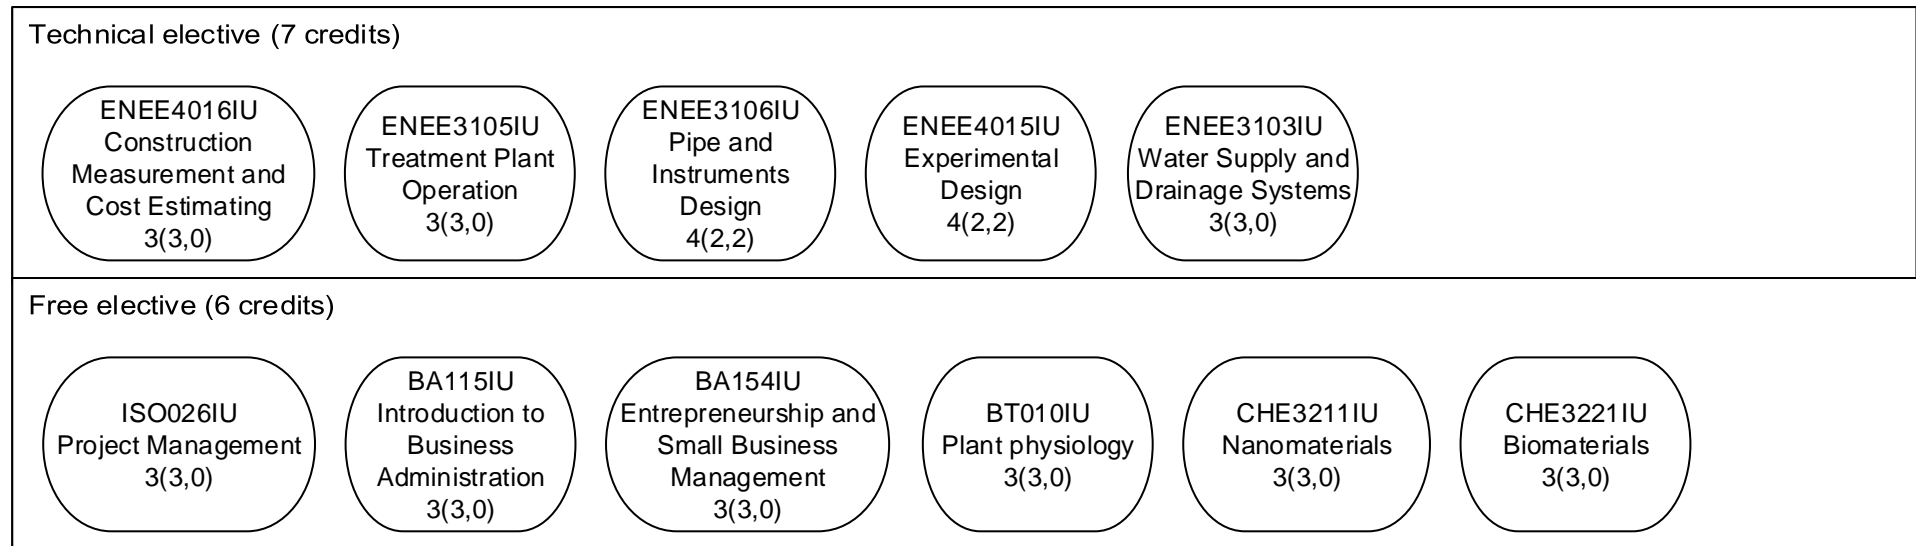 Technical elective (7 credits)
ENEE4016IU
Construction
Measurement and
Cost Estimating
3(3,0)
ENEE3105IU
Treatment Plant
Operation
3(3,0)
ENEE3106IU
Pipe and
Instruments
Design
4(2,2)
ENEE4015IU
Experimental
Design
4(2,2)
ENEE3103IU
Water Supply and
Drainage Systems
3(3,0)
Free elective (6 credits)
ISO026IU
Project Management
3(3,0)
BA115IU
Introduction to
Business
Administration
3(3,0)
BA154IU
Entrepreneurship and
Small Business
Management
3(3,0)
BT010IU
Plant physiology
3(3,0)
CHE3211IU
Nanomaterials
3(3,0)
CHE3221IU
Biomaterials
3(3,0)